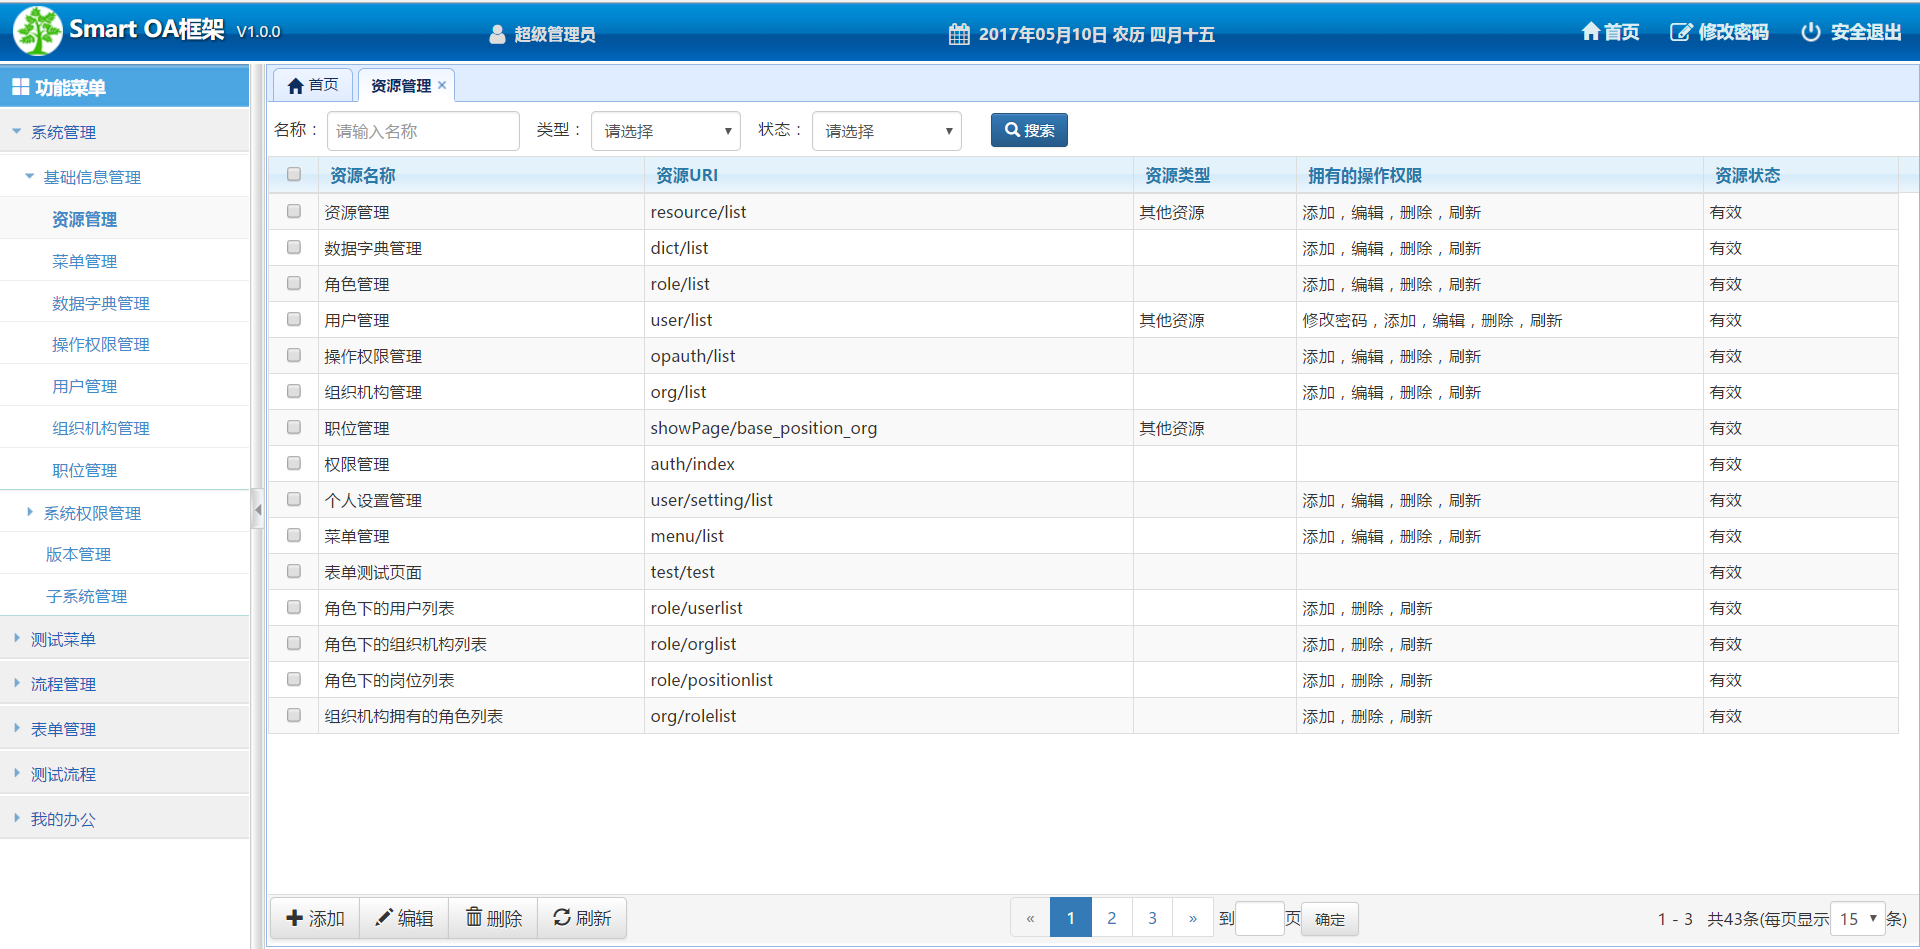 Smart OA框架 V1.0.0
超级管理员
2017年05月10日 农历 四月十五
首页 修改密码 安全退出
功能菜单
系统管理
基础信息管理
资源管理
菜单管理
数据字典管理
操作权限管理
用户管理
组织机构管理
职位管理
系统权限管理
版本管理
子系统管理
测试菜单
流程管理
表单管理
测试流程
我的办公
首页 资源管理 ×
名称： 请输入名称 类型： 请选择 状态： 请选择 搜索
资源名称 资源URI 资源类型 拥有的操作权限 资源状态
资源管理 resource/list 其他资源 添加，编辑，删除，刷新 有效
数据字典管理 dict/list 添加，编辑，删除，刷新 有效
角色管理 role/list 添加，编辑，删除，刷新 有效
用户管理 user/list 其他资源 修改密码，添加，编辑，删除，刷新 有效
操作权限管理 opauth/list 添加，编辑，删除，刷新 有效
组织机构管理 org/list 添加，编辑，删除，刷新 有效
职位管理 showPage/base_position_org 其他资源 有效
权限管理 auth/index 有效
个人设置管理 user/setting/list 添加，编辑，删除，刷新 有效
菜单管理 menu/list 添加，编辑，删除，刷新 有效
表单测试页面 test/test 有效
角色下的用户列表 role/userlist 添加，删除，刷新 有效
角色下的组织机构列表 role/orglist 添加，删除，刷新 有效
角色下的岗位列表 role/positionlist 添加，删除，刷新 有效
组织机构拥有的角色列表 org/rolelist 添加，删除，刷新 有效
添加 编辑 删除 刷新
« 1 2 3 » 到 页 确定
1 - 3 共43条(每页显示 15 条)